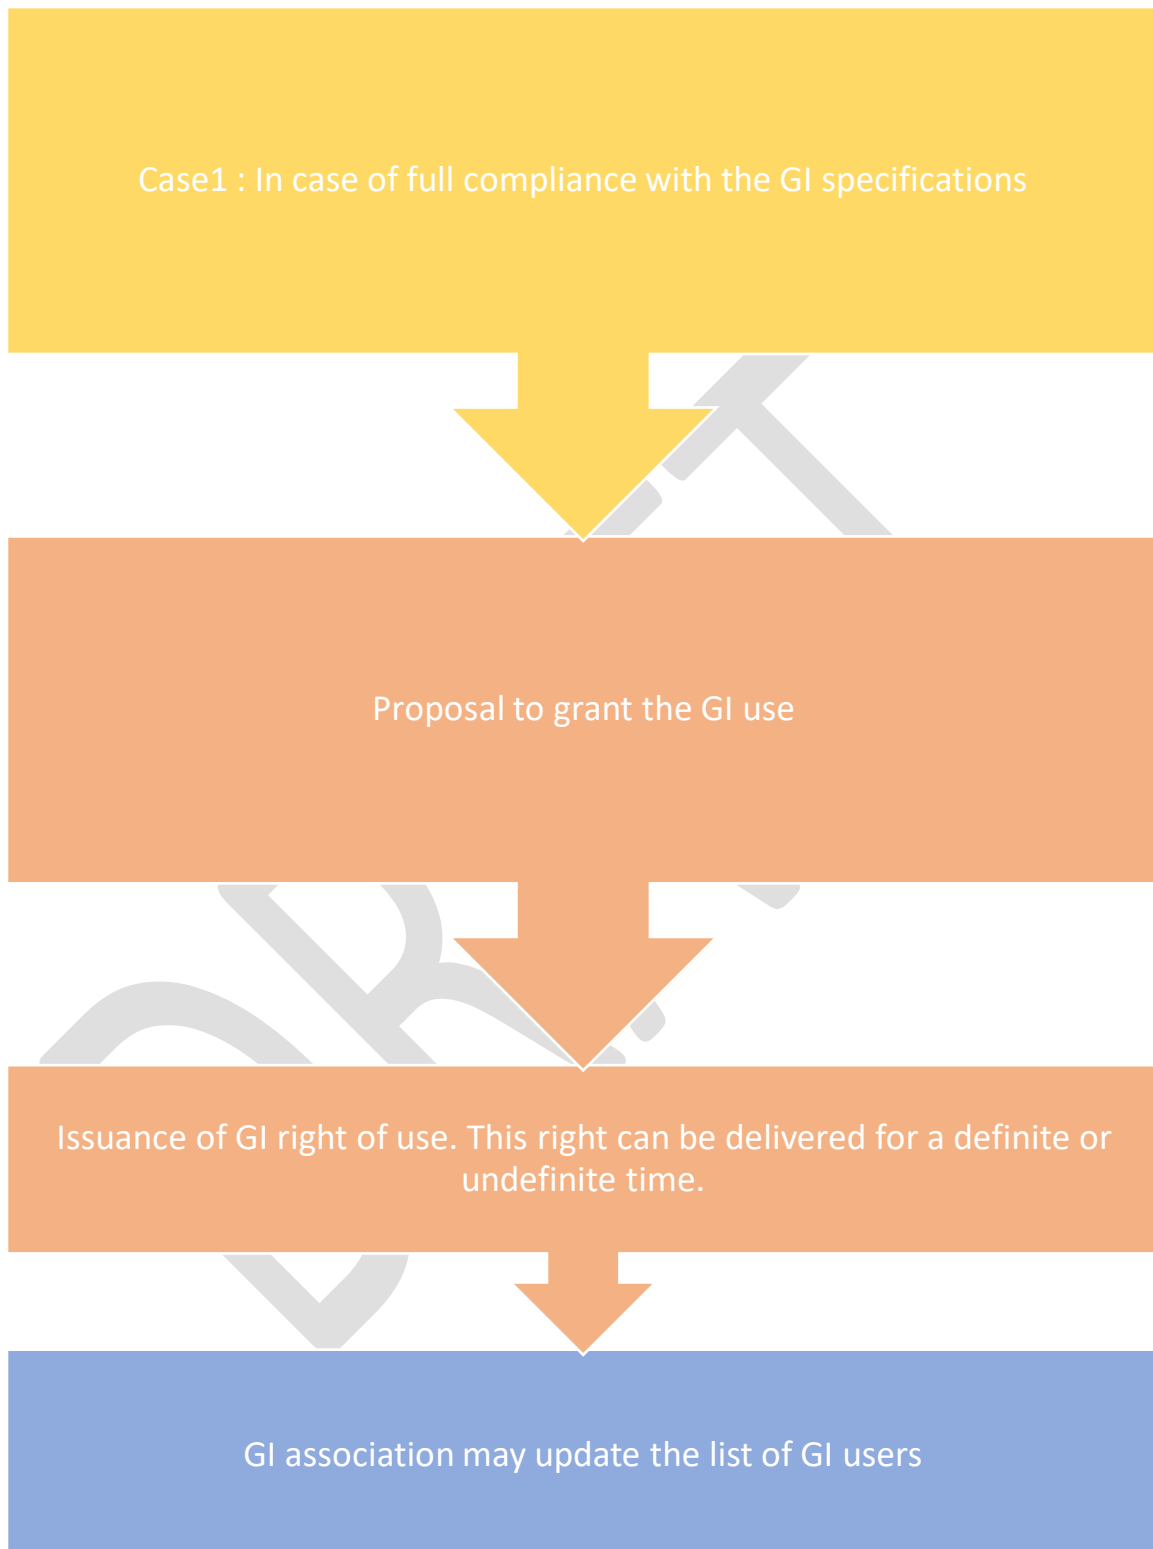 Case1 : In case of full compliance with the GI specifications
Proposal to grant the GI use
Issuance of GI right of use. This right can be delivered for a definite or
undefinite time.
GI association may update the list of GI users